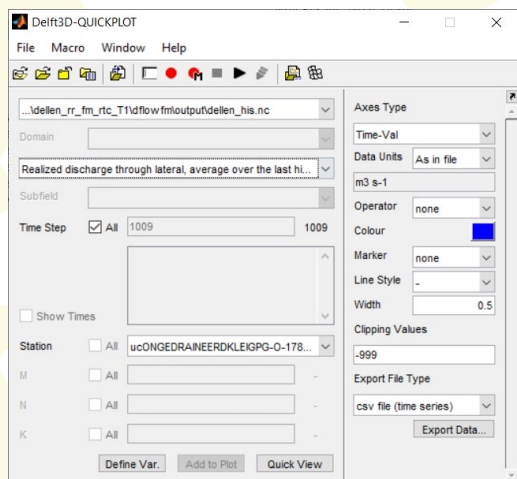 Delft3D-QUICKPLOT
File Macro Window Help
...\dellen_rr_fm_rtc_T1\dflowfm\output\dellen_his.nc
Domain
Realized discharge through lateral, average over the last hi...
Subfield
Time Step All 1009 1009
Show Times
Station All ucONGEDRAINEERDKLEIGPG-O-178...
M All -
N All -
K All -
Define Var. Add to Plot Quick View
Axes Type
Time-Val
Data Units As in file
m3 s-1
Operator none
Colour
Marker none
Line Style -
Width 0.5
Clipping Values
-999
Export File Type
csv file (time series)
Export Data...